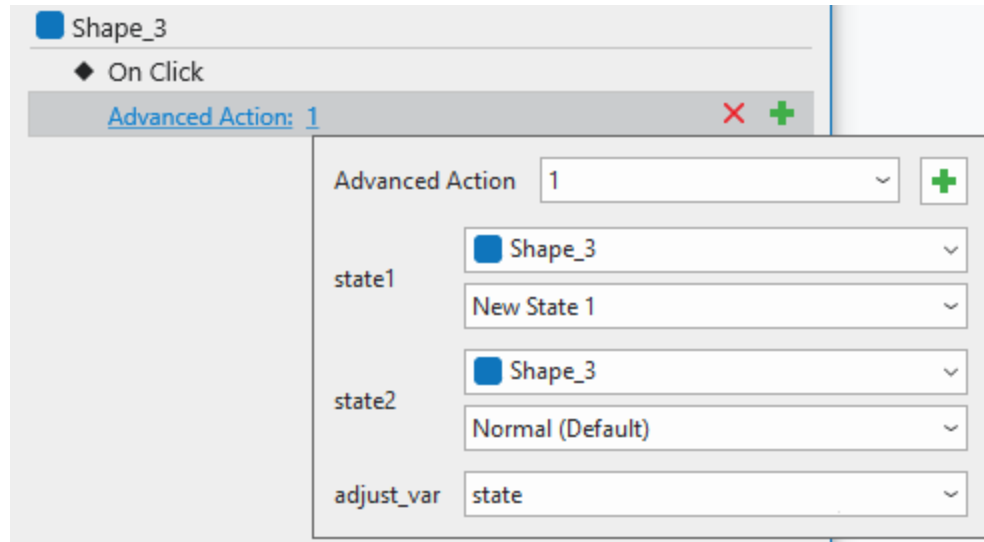 Shape_3
On Click
Advanced Action: 1
Advanced Action 1
Shape_3
state1
New State 1
Shape_3
state2
Normal (Default)
adjust_var state